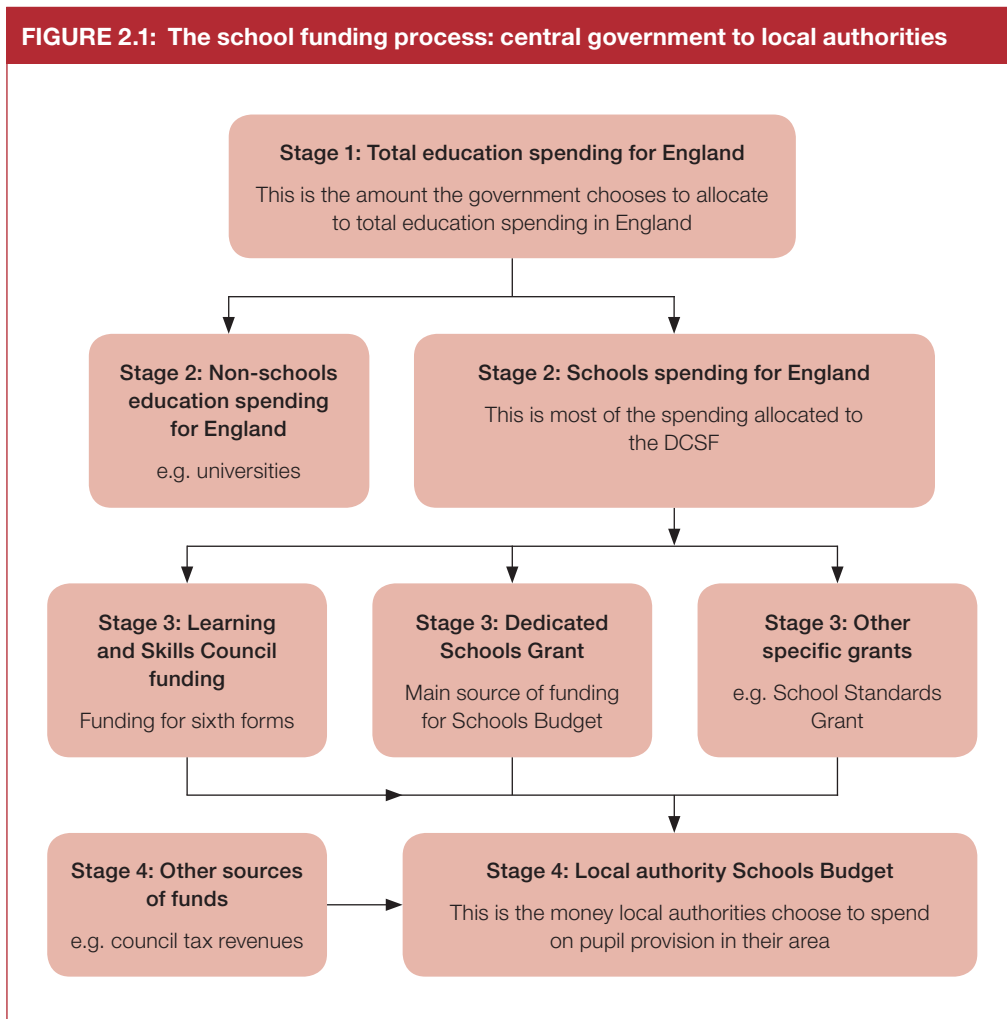 FIGURE 2.1: The school funding process: central government to local authorities
Stage 1: Total education spending for England
This is the amount the government chooses to allocate
to total education spending in England
Stage 2: Non-schools
education spending
for England
e.g. universities
Stage 2: Schools spending for England
This is most of the spending allocated to
the DCSF
Stage 3: Learning
and Skills Council
funding
Funding for sixth forms
Stage 3: Dedicated
Schools Grant
Main source of funding
for Schools Budget
Stage 3: Other
specific grants
e.g. School Standards
Grant
Stage 4: Other sources
of funds
e.g. council tax revenues
Stage 4: Local authority Schools Budget
This is the money local authorities choose to spend
on pupil provision in their area